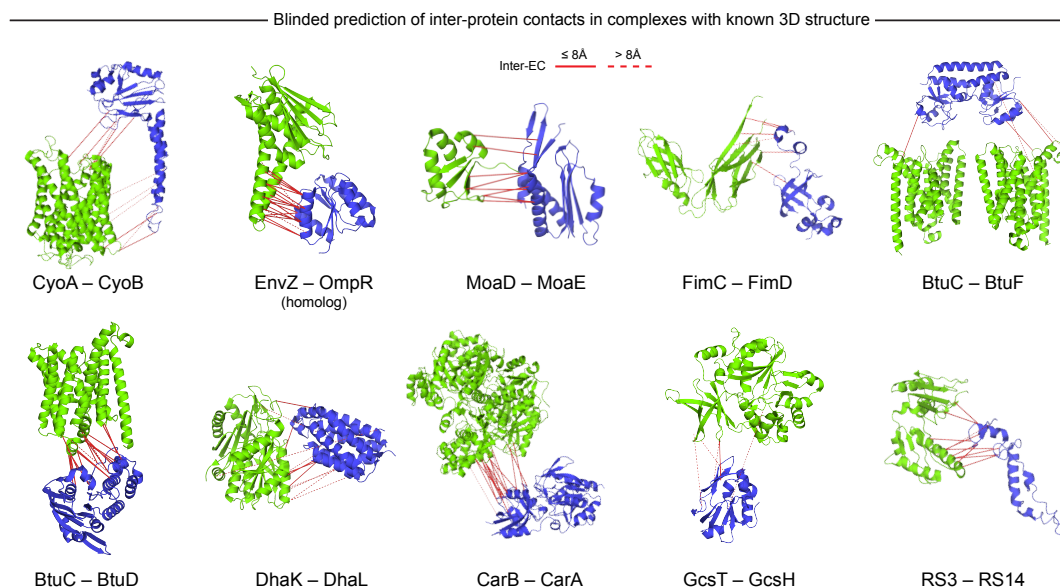 Blinded prediction of inter-protein contacts in complexes with known 3D structure
≤ 8Å > 8Å
Inter-EC
CyoA – CyoB
EnvZ – OmpR
(homolog)
MoaD – MoaE
FimC – FimD
BtuC – BtuF
BtuC – BtuD
DhaK – DhaL
CarB – CarA
GcsT – GcsH
RS3 – RS14